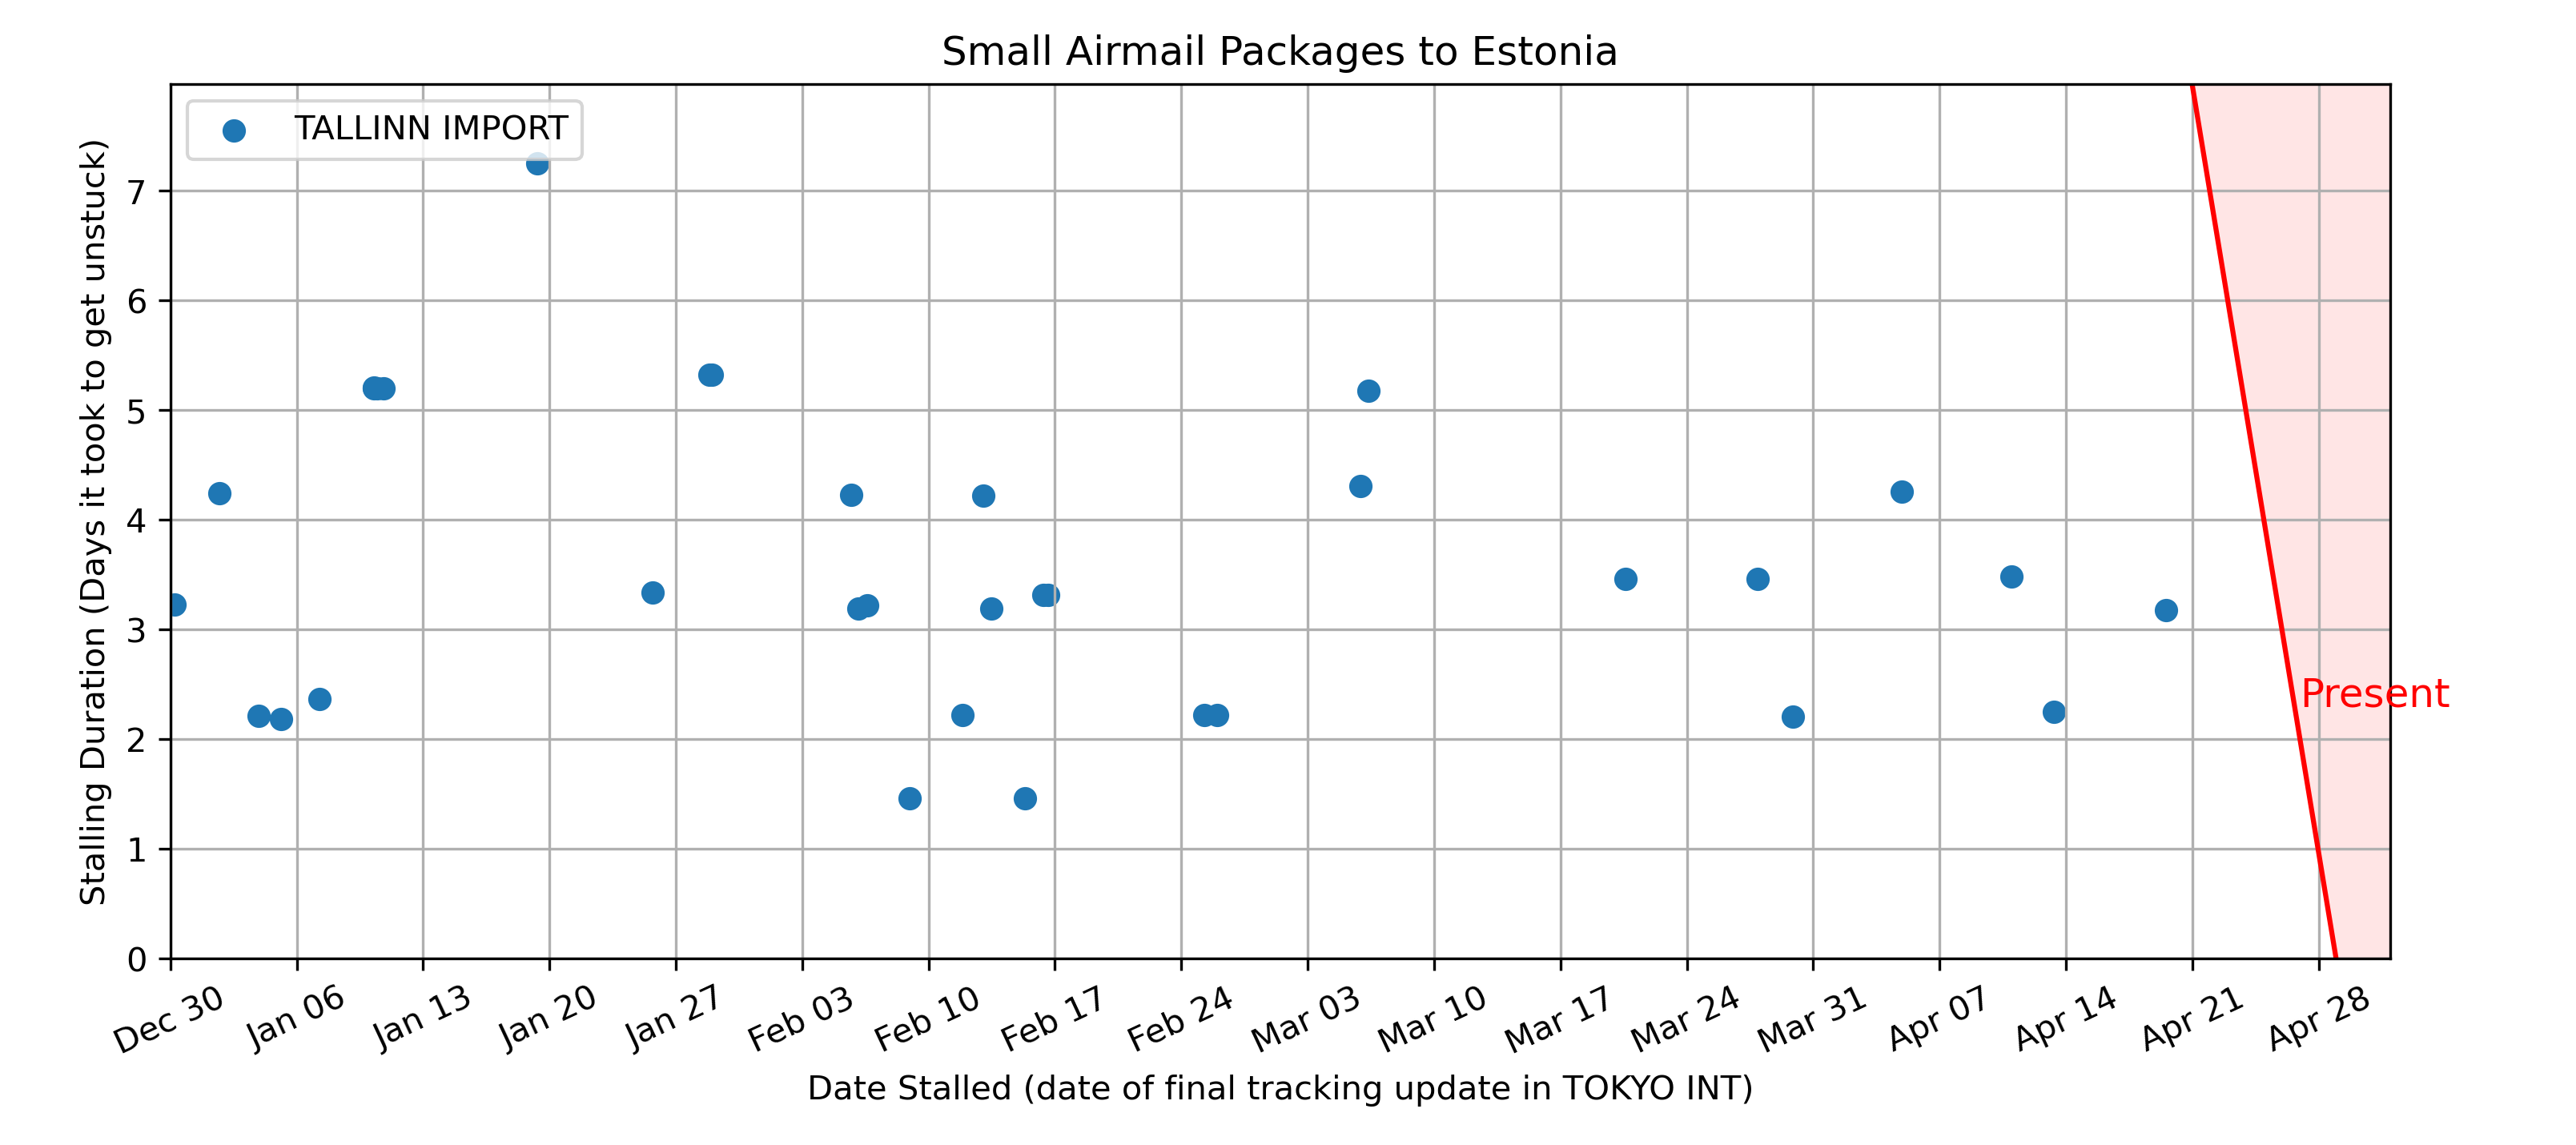 Small Airmail Packages to Estonia
TALLINN IMPORT
Stalling Duration (Days it took to get unstuck)
7
6
5
4
3
2
1
0
Present
Dec 30
Jan 06
Jan 13
Jan 20
Jan 27
Feb 03
Feb 10
Feb 17
Feb 24
Mar 03
Mar 10
Mar 17
Mar 24
Mar 31
Apr 07
Apr 14
Apr 21
Apr 28
Date Stalled (date of final tracking update in TOKYO INT)